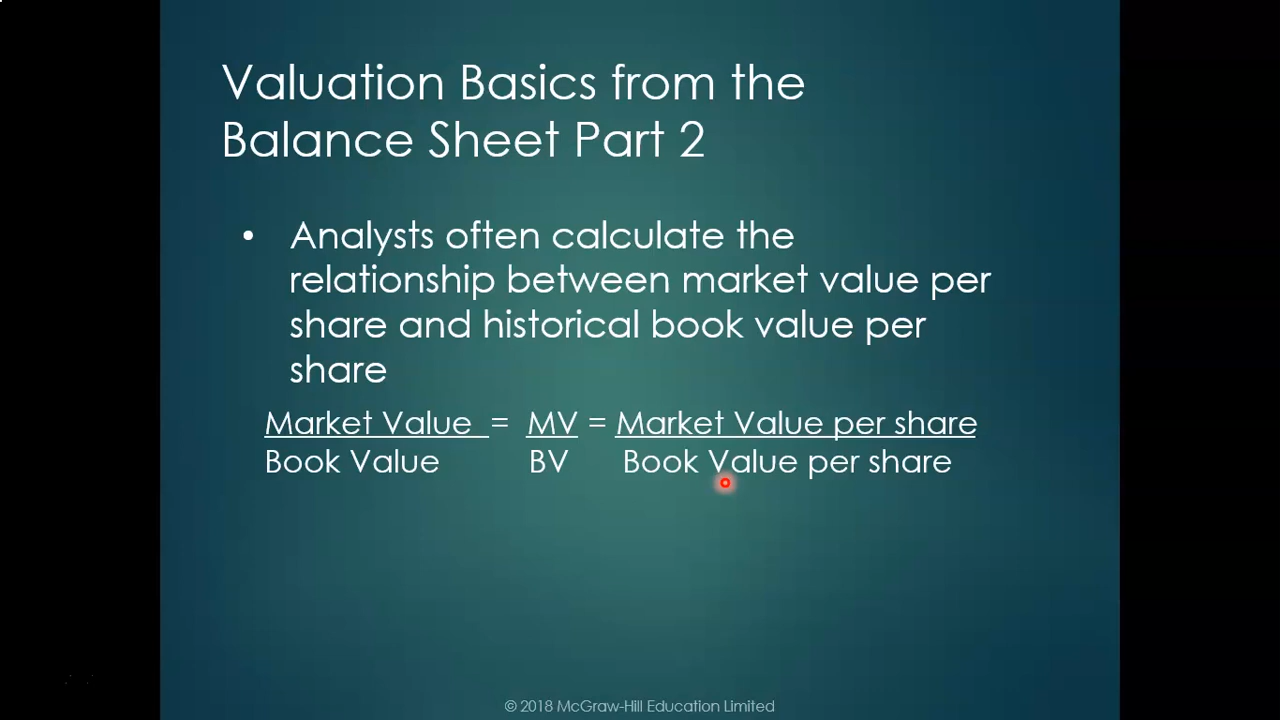 Valuation Basics from the
Balance Sheet Part 2
• Analysts often calculate the
relationship between market value per
share and historical book value per
share
Market Value = MV = Market Value per share
Book Value BV Book Value per share
© 2018 McGraw-Hill Education Limited